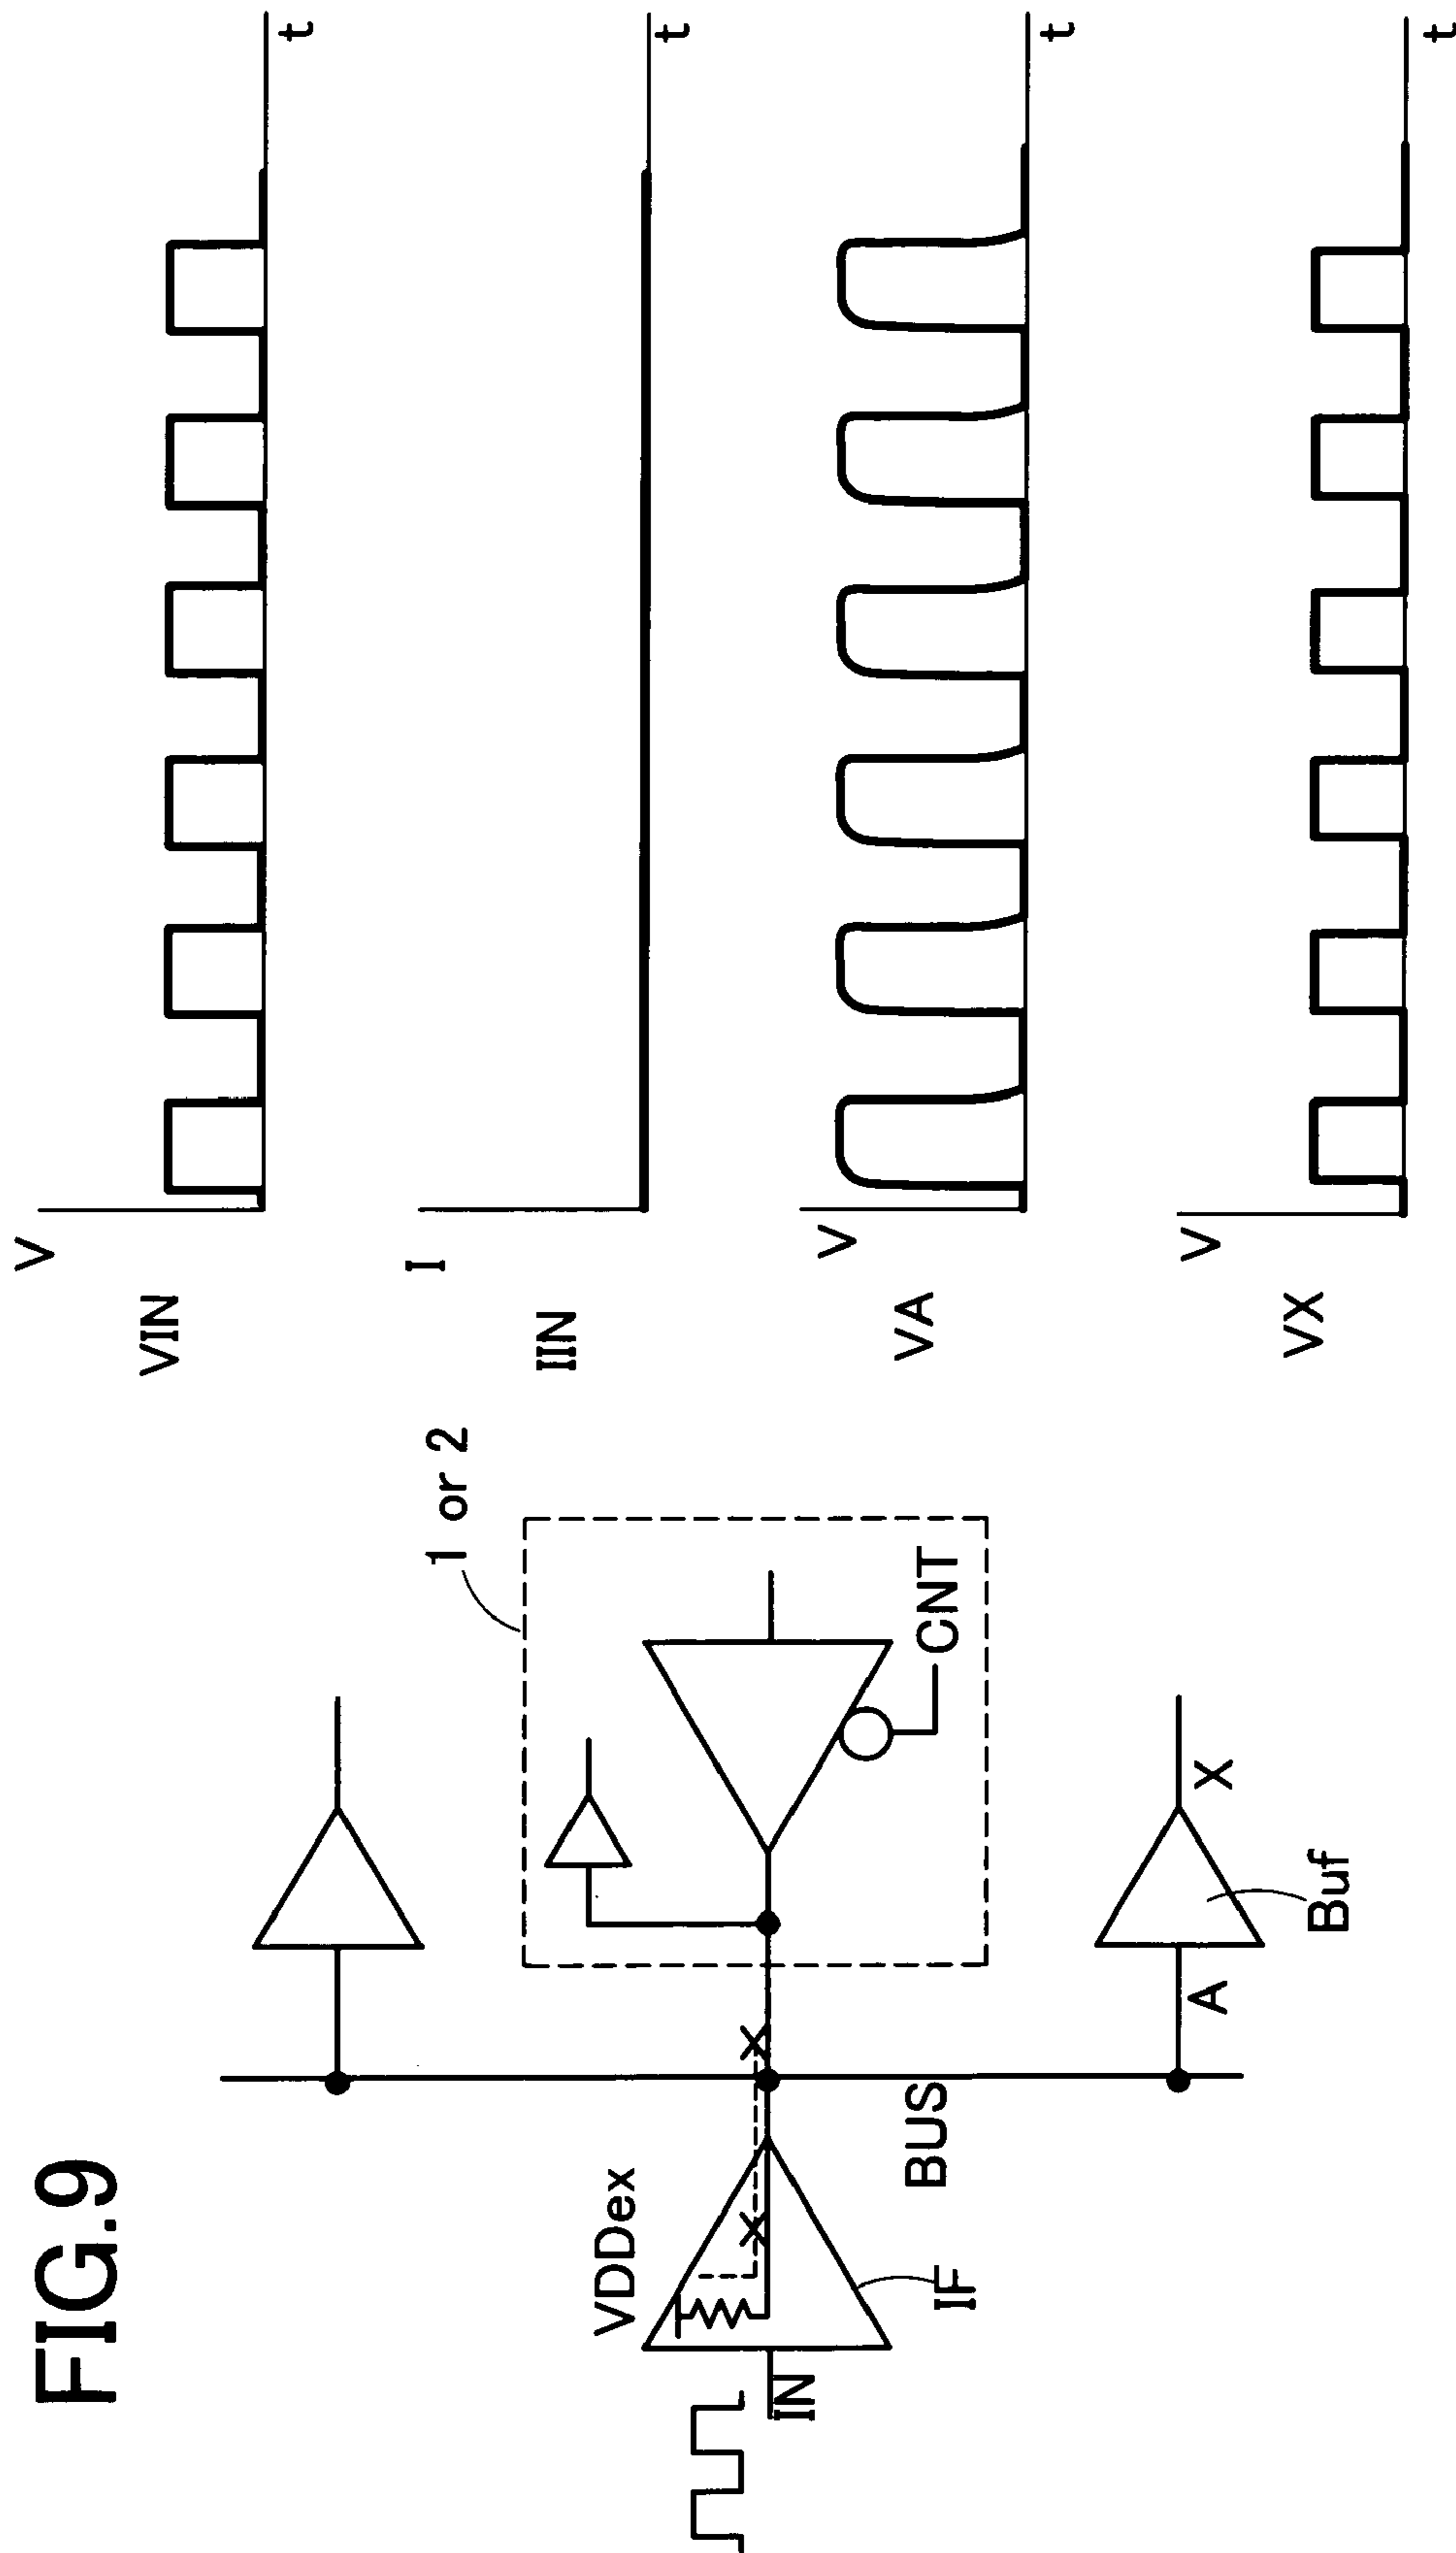 FIG.9
IN
VDDex
IF
BUS
1 or 2
CNT
A
X
Buf
V
VIN
t
I
IIN
t
V
VA
t
V
VX
t